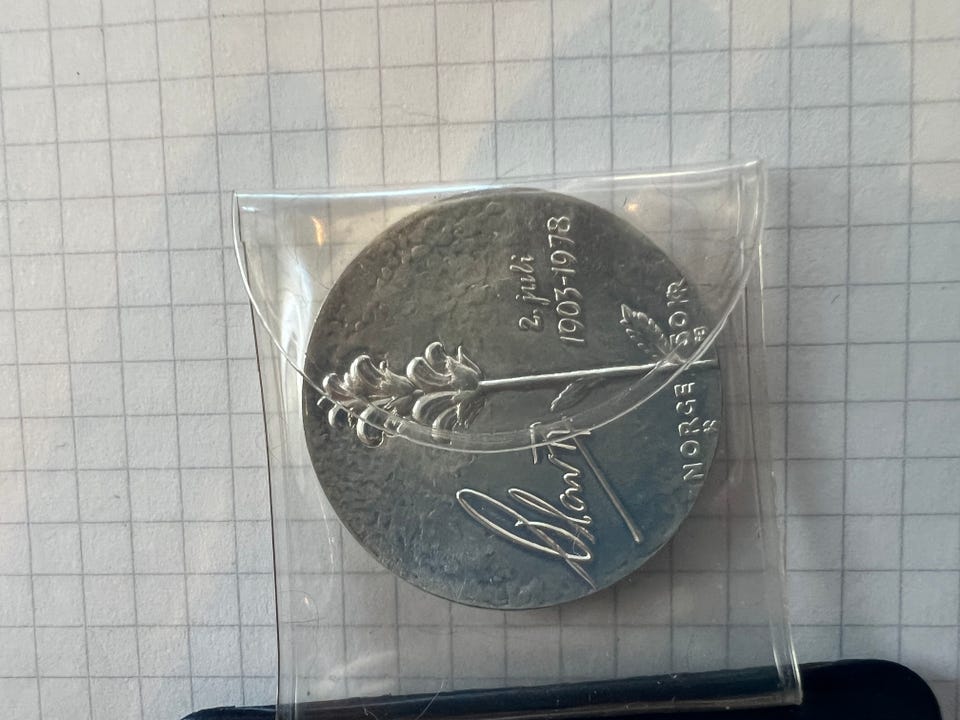 Olav R
2. juli
1903-1978
NORGE 50 KR